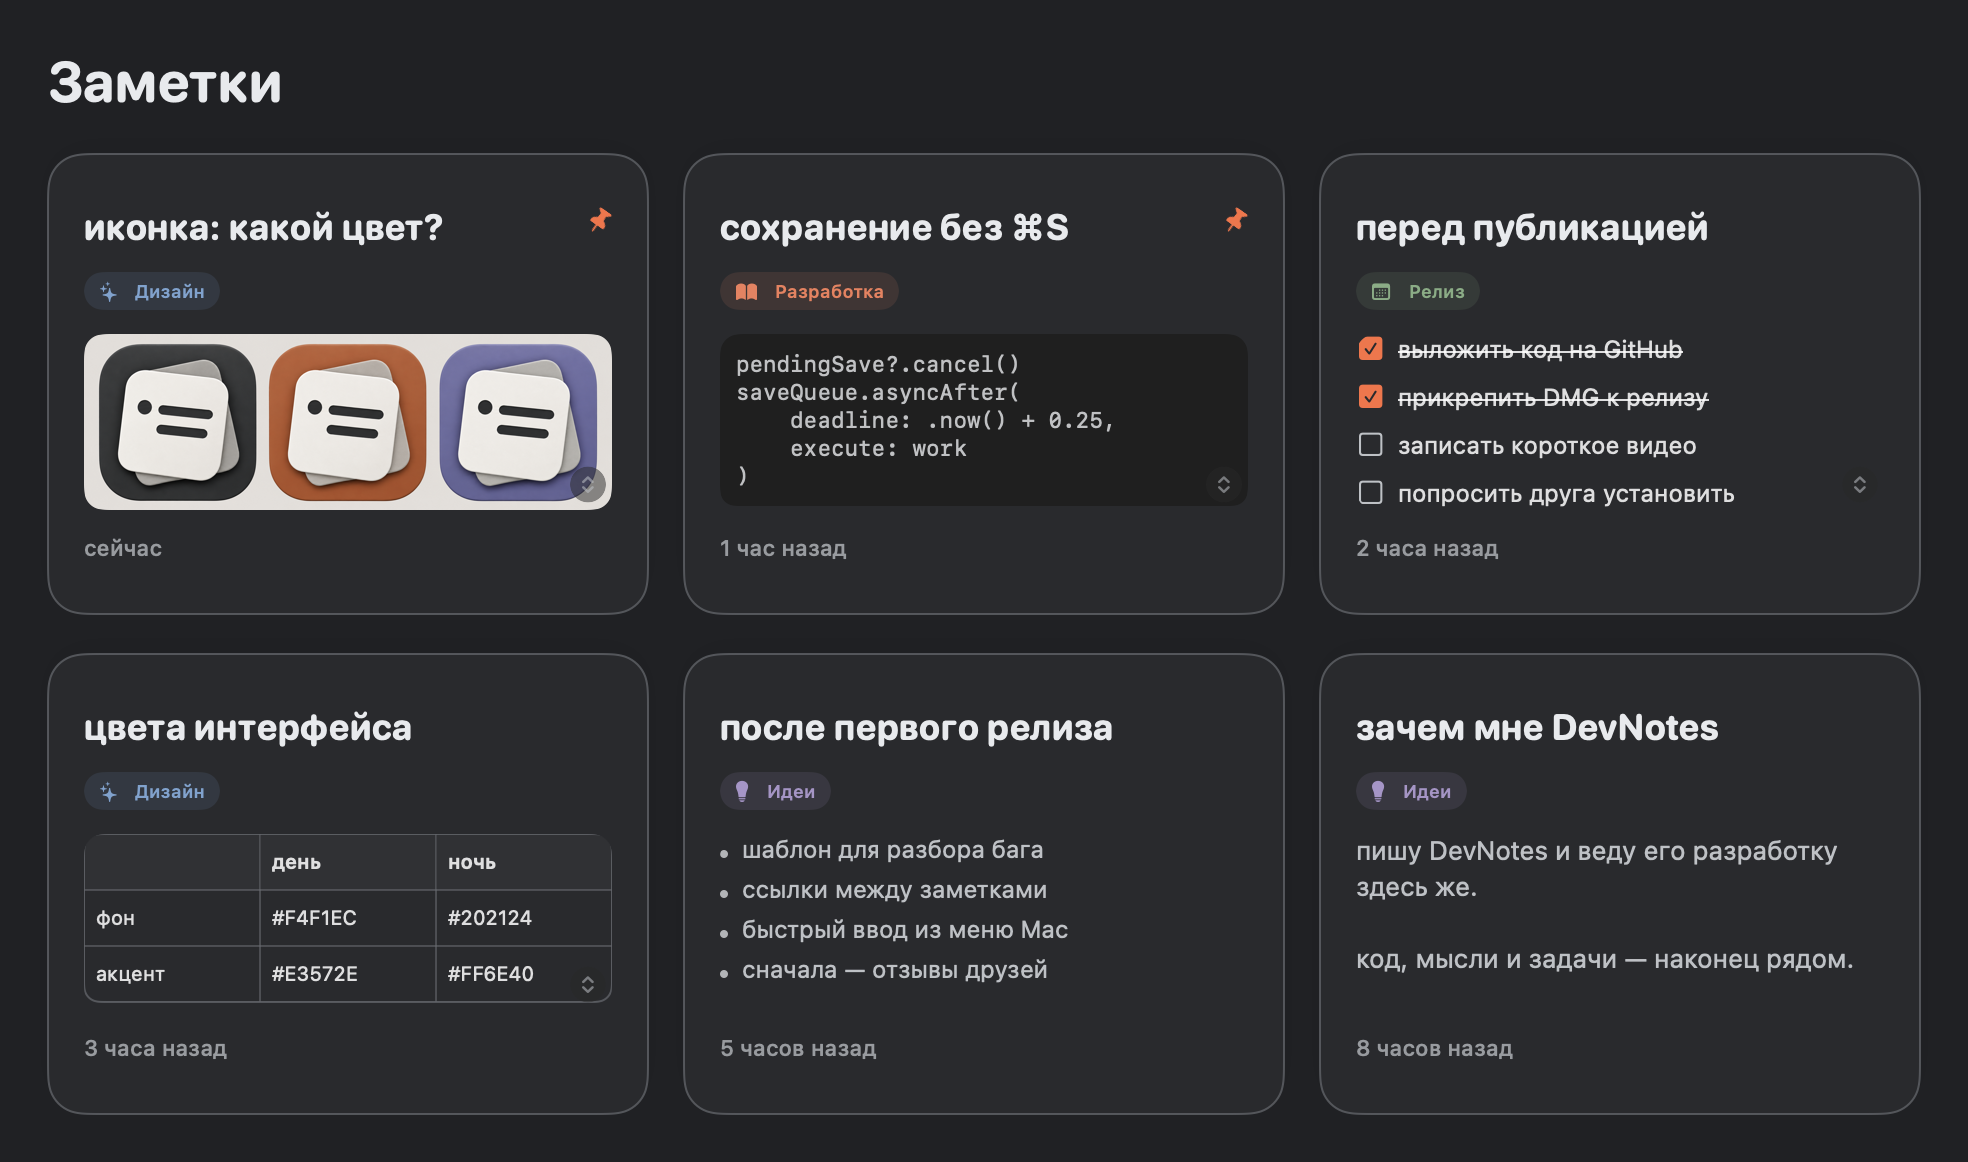 Заметки
иконка: какой цвет?
Дизайн
сейчас
сохранение без ⌘S
Разработка
pendingSave?.cancel()
saveQueue.asyncAfter(
    deadline: .now() + 0.25,
    execute: work
)
1 час назад
перед публикацией
Релиз
выложить код на GitHub
прикрепить DMG к релизу
записать короткое видео
попросить друга установить
2 часа назад
цвета интерфейса
Дизайн
день ночь
фон #F4F1EC #202124
акцент #E3572E #FF6E40
3 часа назад
после первого релиза
Идеи
• шаблон для разбора бага
• ссылки между заметками
• быстрый ввод из меню Mac
• сначала — отзывы друзей
5 часов назад
зачем мне DevNotes
Идеи
пишу DevNotes и веду его разработку
здесь же.
код, мысли и задачи — наконец рядом.
8 часов назад